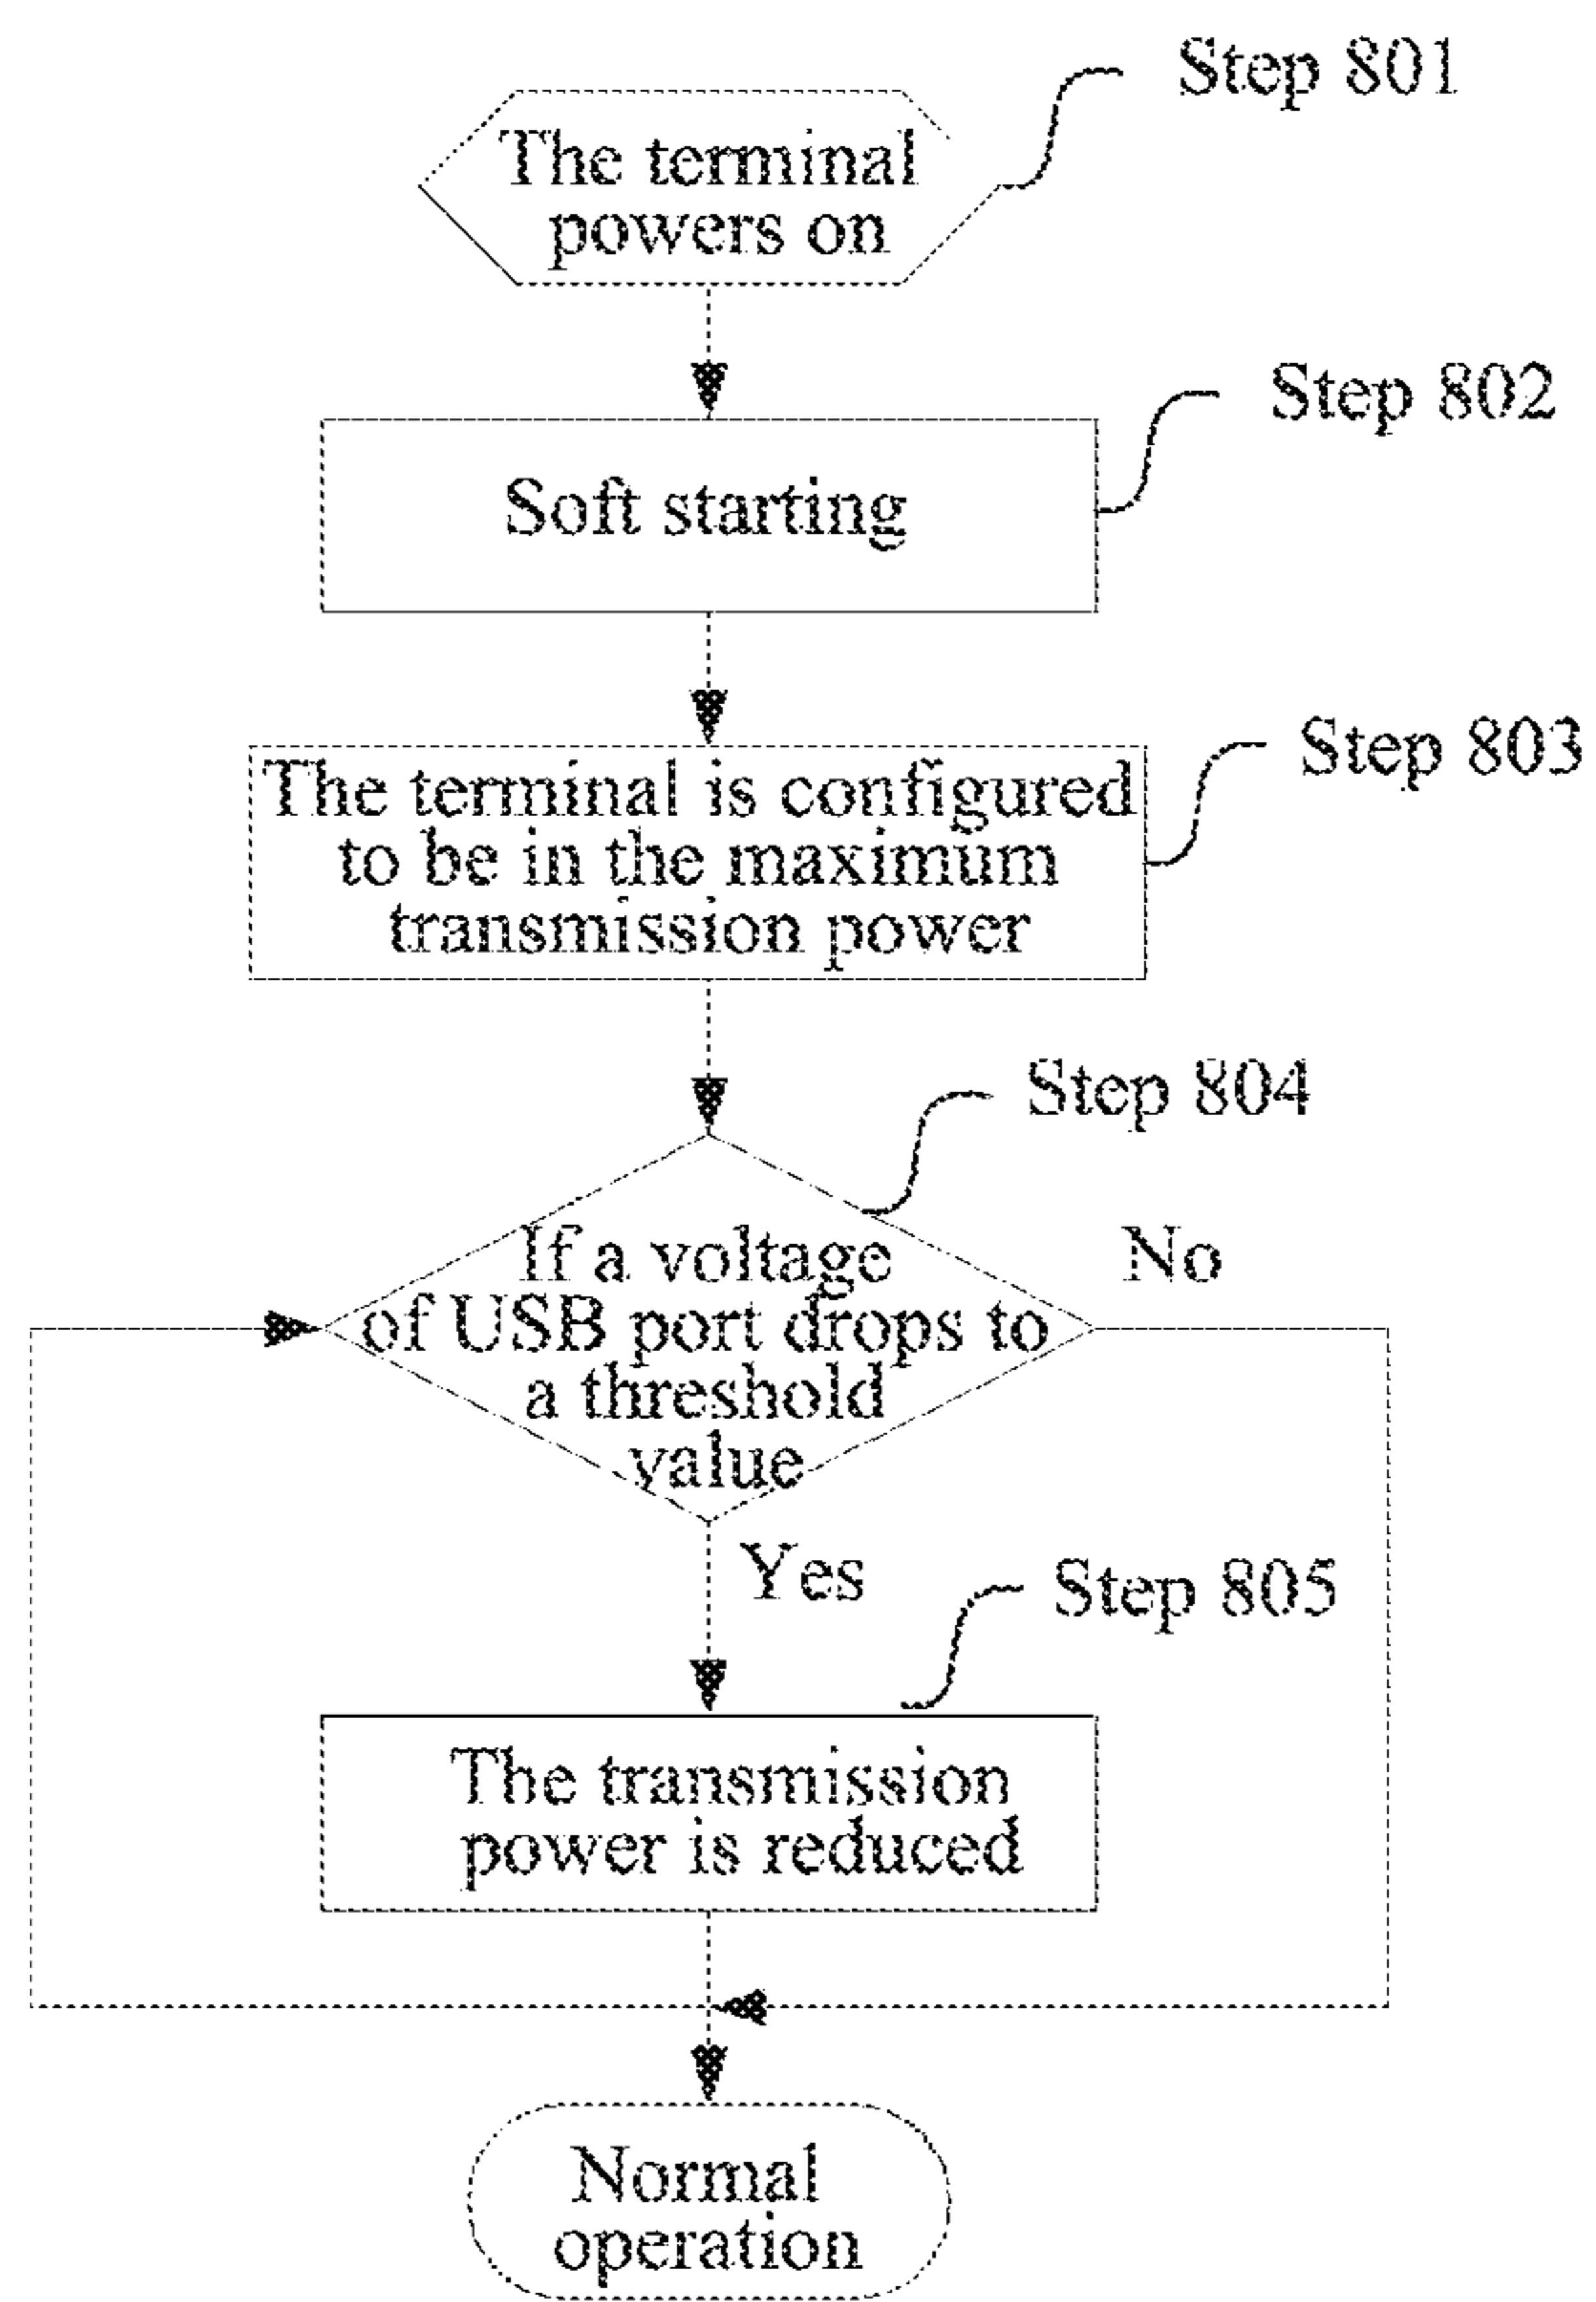 Step 801
The terminal
powers on
Step 802
Soft starting
Step 803
The terminal is configured
to be in the maximum
transmission power
Step 804
If a voltage
of USB port drops to
a threshold
value
No
Yes
Step 805
The transmission
power is reduced
Normal
operation